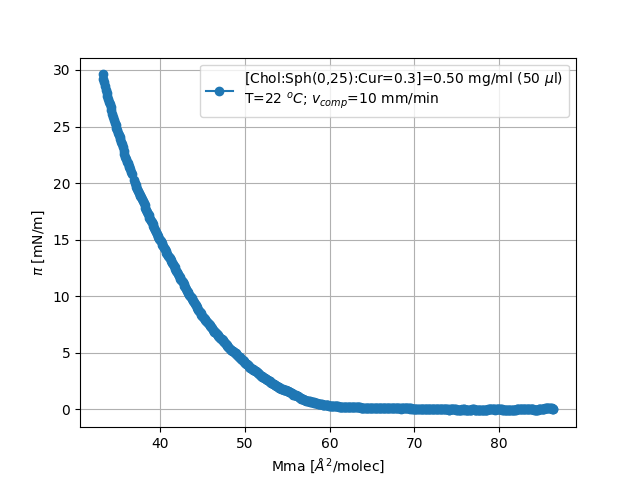 [Chol:Sph(0,25):Cur=0.3]=0.50 mg/ml (50 μl)
T=22 °C; v_comp=10 mm/min
30
25
20
15
10
5
0
π [mN/m]
40 50 60 70 80
Mma [Å²/molec]